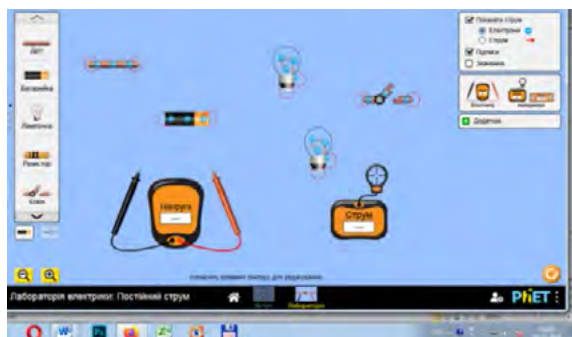 Дріт
Батарейка
Лампочка
Резистор
Ключ
Показати струм
Електрони
Струм
Підписи
Значення
Вольтметр
Амперметр
Додатково
Напруга
Струм
Лабораторія електрики: Постійний струм
Лабораторія
PhET